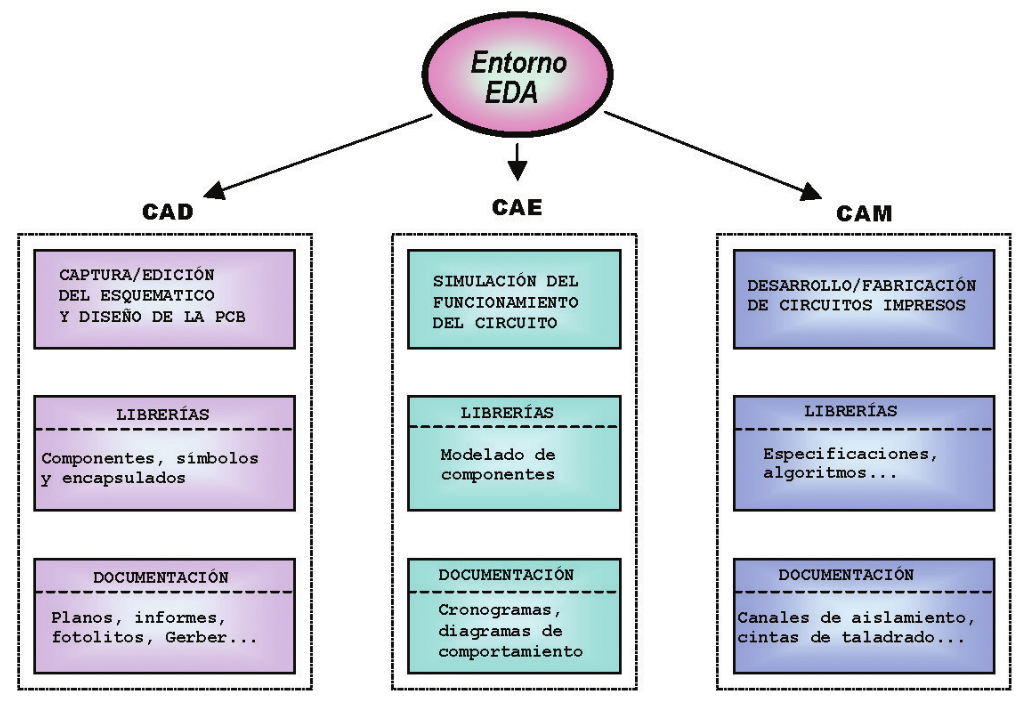 Entorno
EDA
CAD
CAPTURA/EDICIÓN
DEL ESQUEMATICO
Y DISEÑO DE LA PCB
LIBRERÍAS
Componentes, símbolos
y encapsulados
DOCUMENTACIÓN
Planos, informes,
fotolitos, Gerber...
CAE
SIMULACIÓN DEL
FUNCIONAMIENTO
DEL CIRCUITO
LIBRERÍAS
Modelado de
componentes
DOCUMENTACIÓN
Cronogramas,
diagramas de
comportamiento
CAM
DESARROLLO/FABRICACIÓN
DE CIRCUITOS IMPRESOS
LIBRERÍAS
Especificaciones,
algoritmos...
DOCUMENTACIÓN
Canales de aislamiento,
cintas de taladrado...